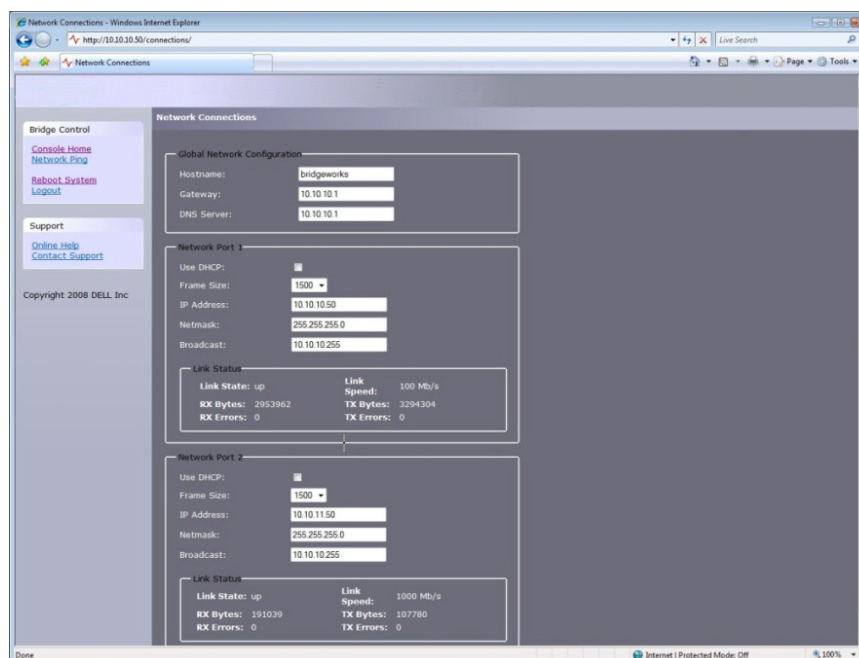 Network Connections - Windows Internet Explorer
http://10.10.10.50/connections/
Live Search
Network Connections
Page
Tools
Network Connections
Bridge Control
Console Home
Network Ping
Reboot System
Logout
Support
Online Help
Contact Support
Copyright 2008 DELL Inc
Global Network Configuration
Hostname: bridgeworks
Gateway: 10.10.10.1
DNS Server: 10.10.10.1
Network Port 1
Use DHCP:
Frame Size: 1500
IP Address: 10.10.10.50
Netmask: 255.255.255.0
Broadcast: 10.10.10.255
Link Status
Link State: up Link Speed: 100 Mb/s
RX Bytes: 2953962 TX Bytes: 3294304
RX Errors: 0 TX Errors: 0
Network Port 2
Use DHCP:
Frame Size: 1500
IP Address: 10.10.11.50
Netmask: 255.255.255.0
Broadcast: 10.10.10.255
Link Status
Link State: up Link Speed: 1000 Mb/s
RX Bytes: 191039 TX Bytes: 107780
RX Errors: 0 TX Errors: 0
Done
Internet | Protected Mode: Off
100%